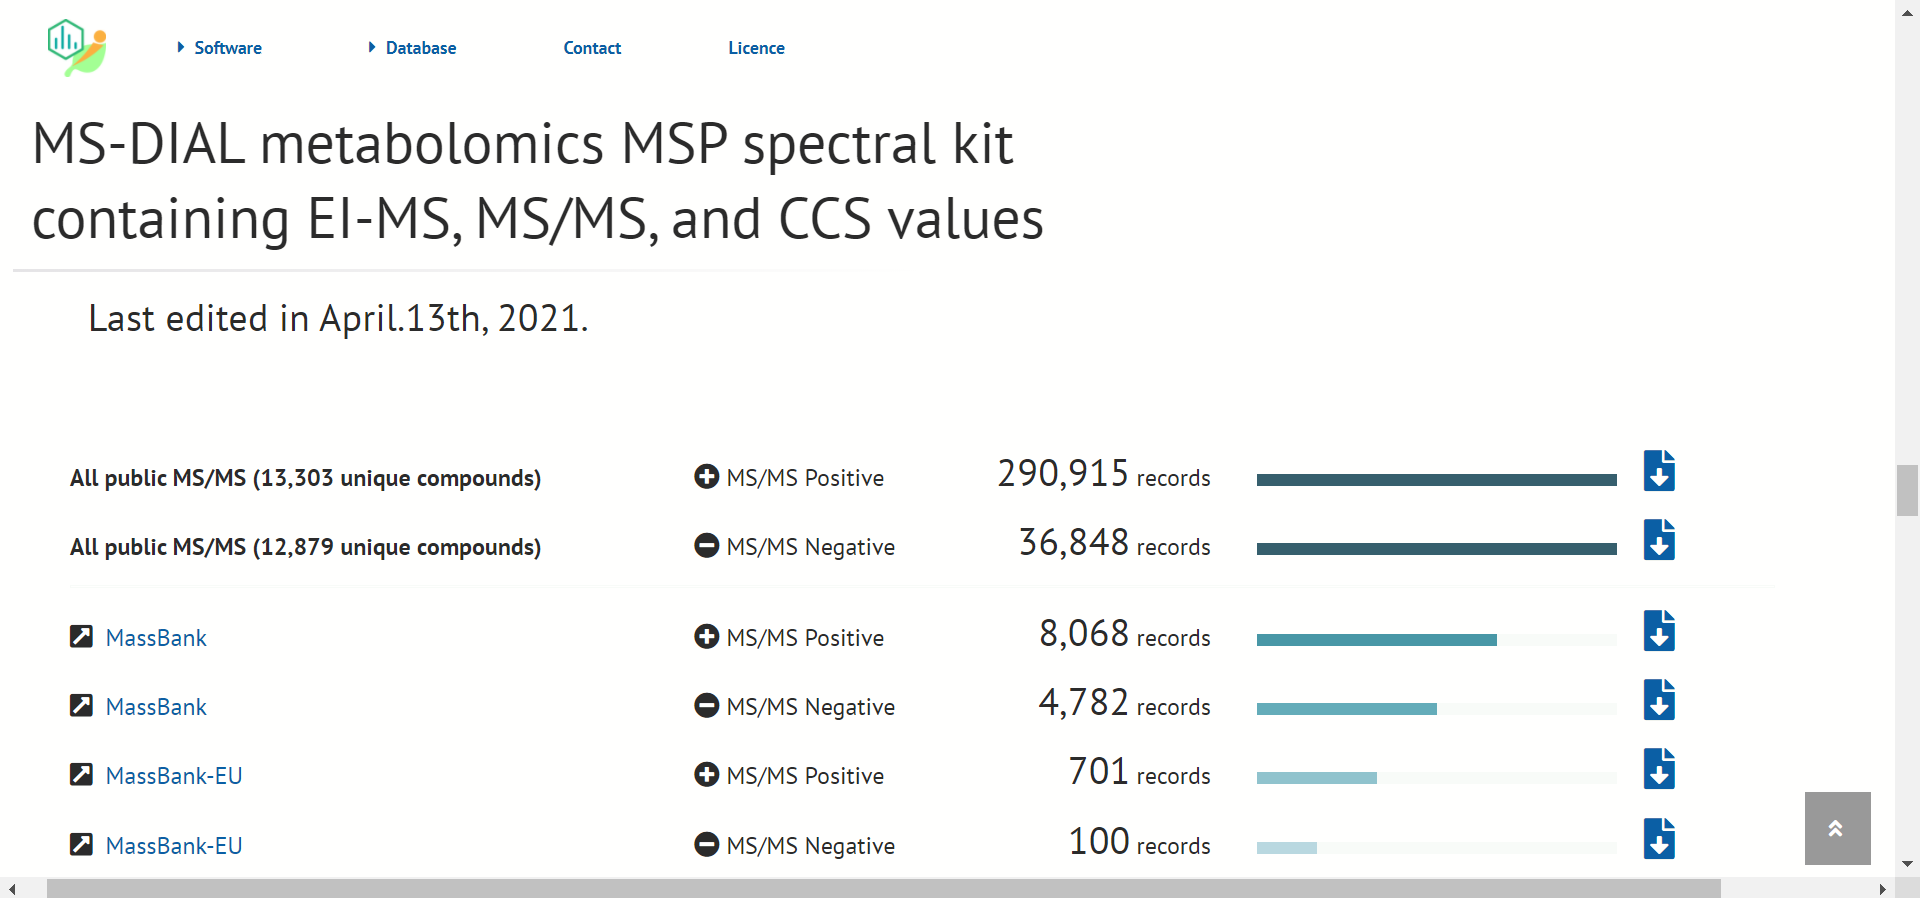 Software Database Contact Licence
MS-DIAL metabolomics MSP spectral kit
containing EI-MS, MS/MS, and CCS values
Last edited in April.13th, 2021.
All public MS/MS (13,303 unique compounds) MS/MS Positive 290,915 records
All public MS/MS (12,879 unique compounds) MS/MS Negative 36,848 records
MassBank MS/MS Positive 8,068 records
MassBank MS/MS Negative 4,782 records
MassBank-EU MS/MS Positive 701 records
MassBank-EU MS/MS Negative 100 records